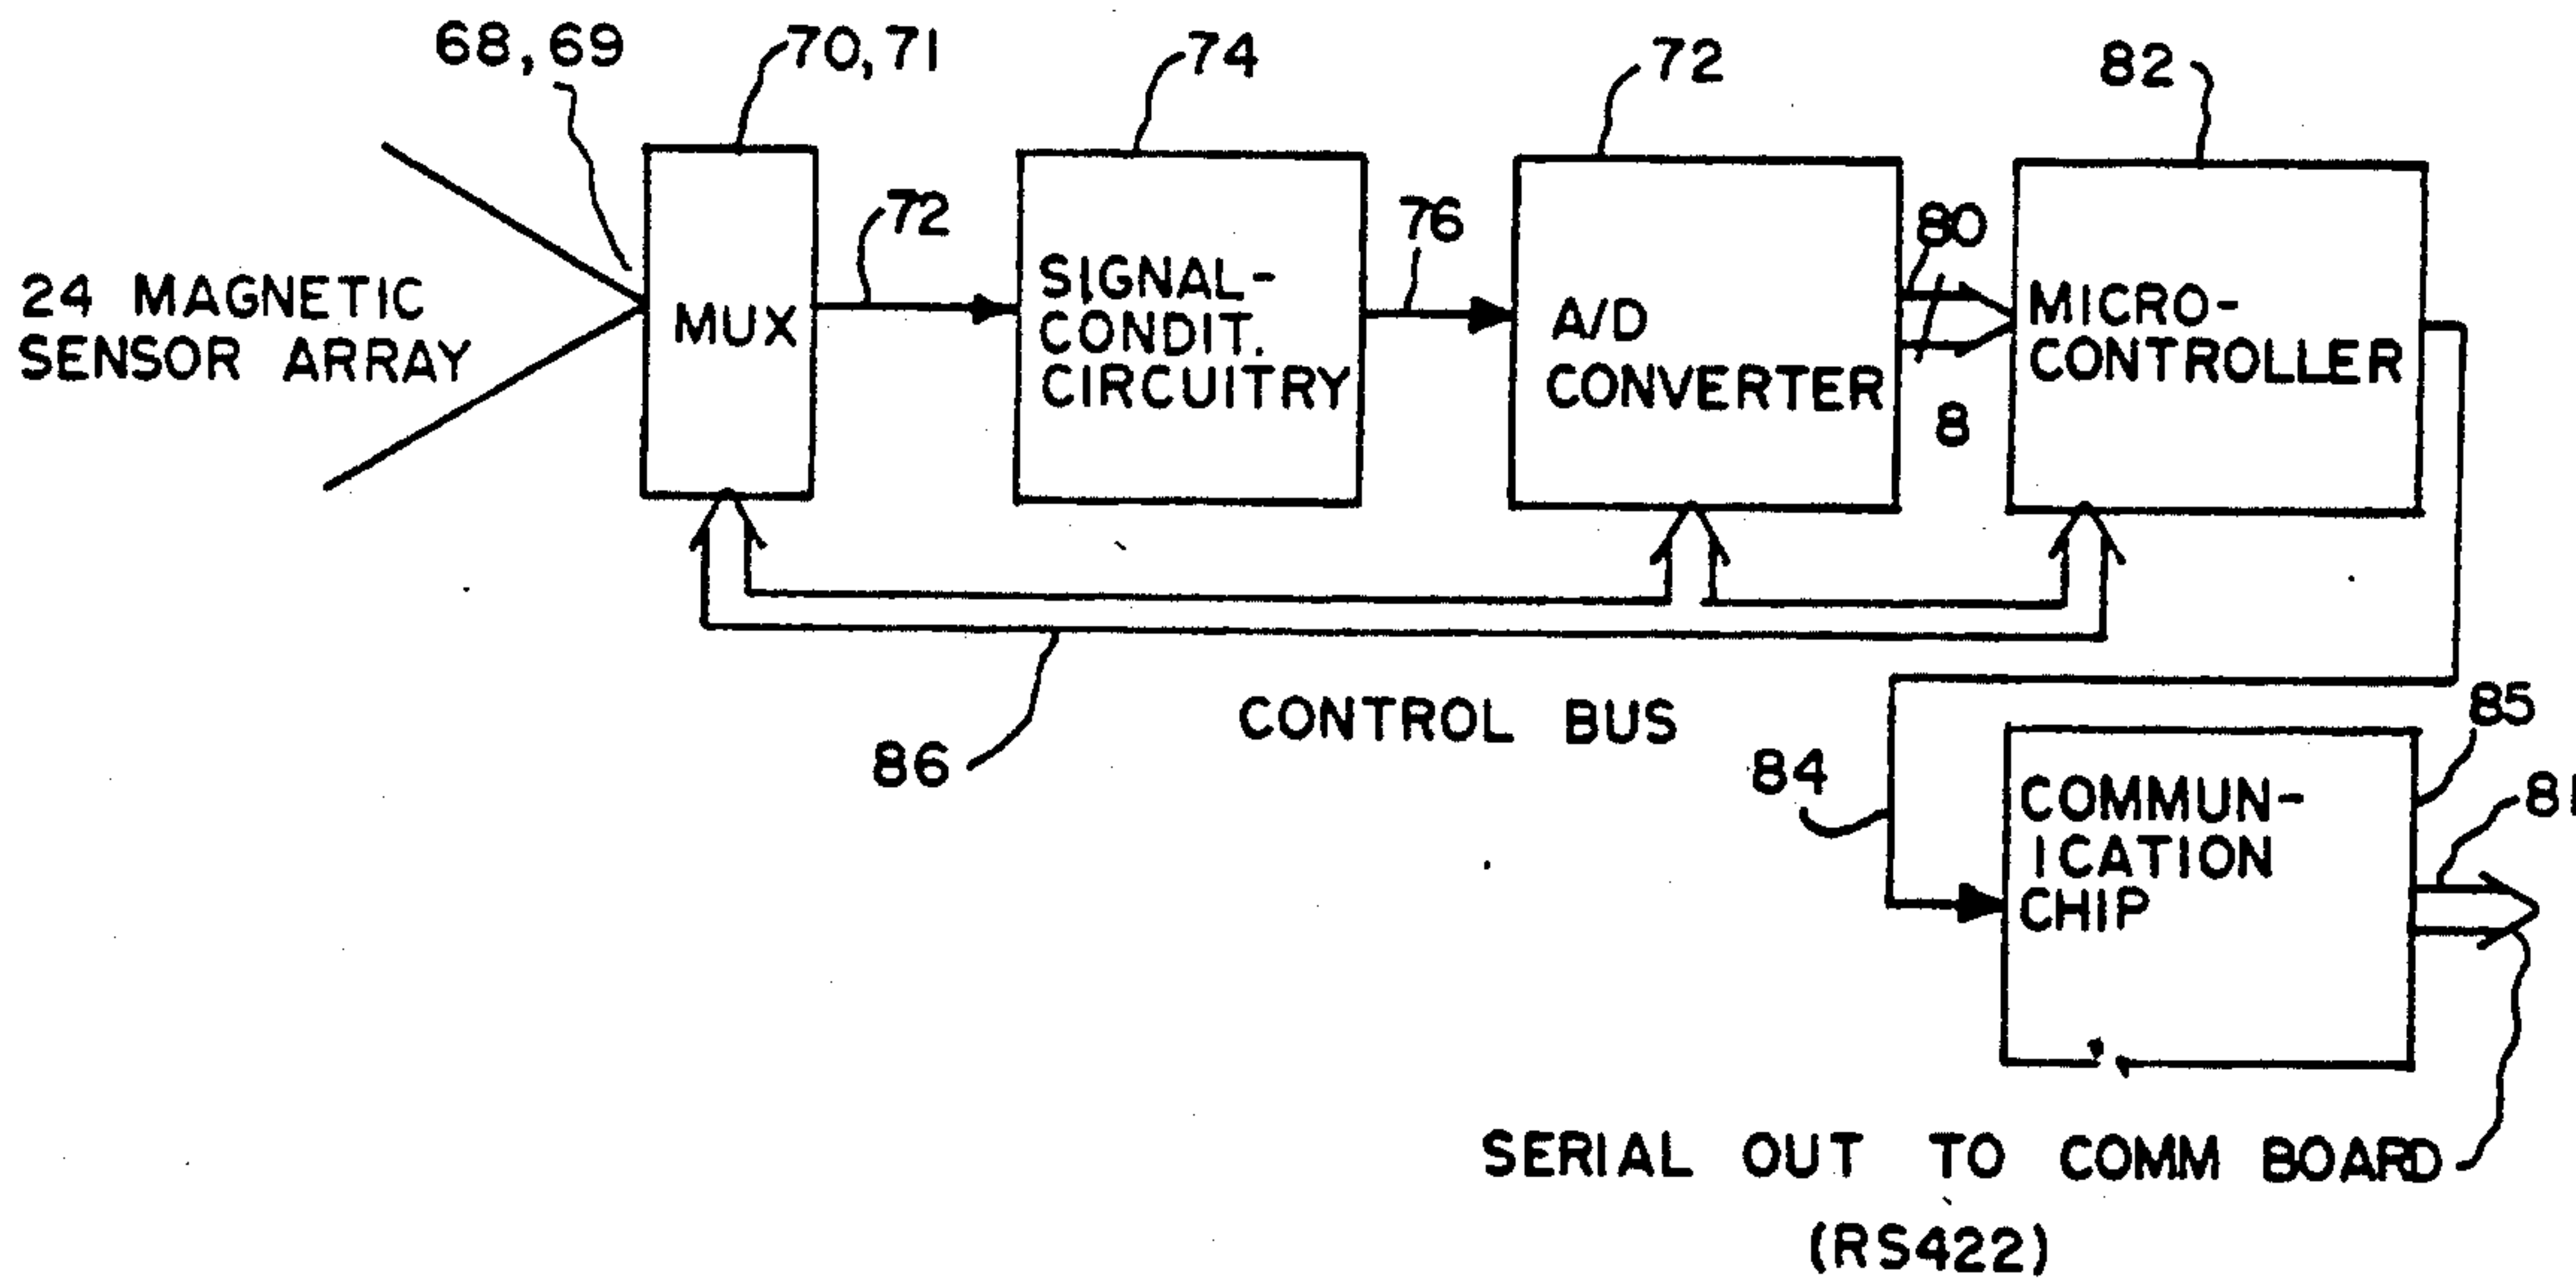 68, 69
70, 71
74
72
82
24 MAGNETIC
SENSOR ARRAY
MUX
72
SIGNAL-
CONDIT.
CIRCUITRY
76
A/D
CONVERTER
80
8
MICRO-
CONTROLLER
CONTROL BUS
86
84
85
81
COMMUN-
ICATION
CHIP
SERIAL OUT TO COMM BOARD
(RS422)